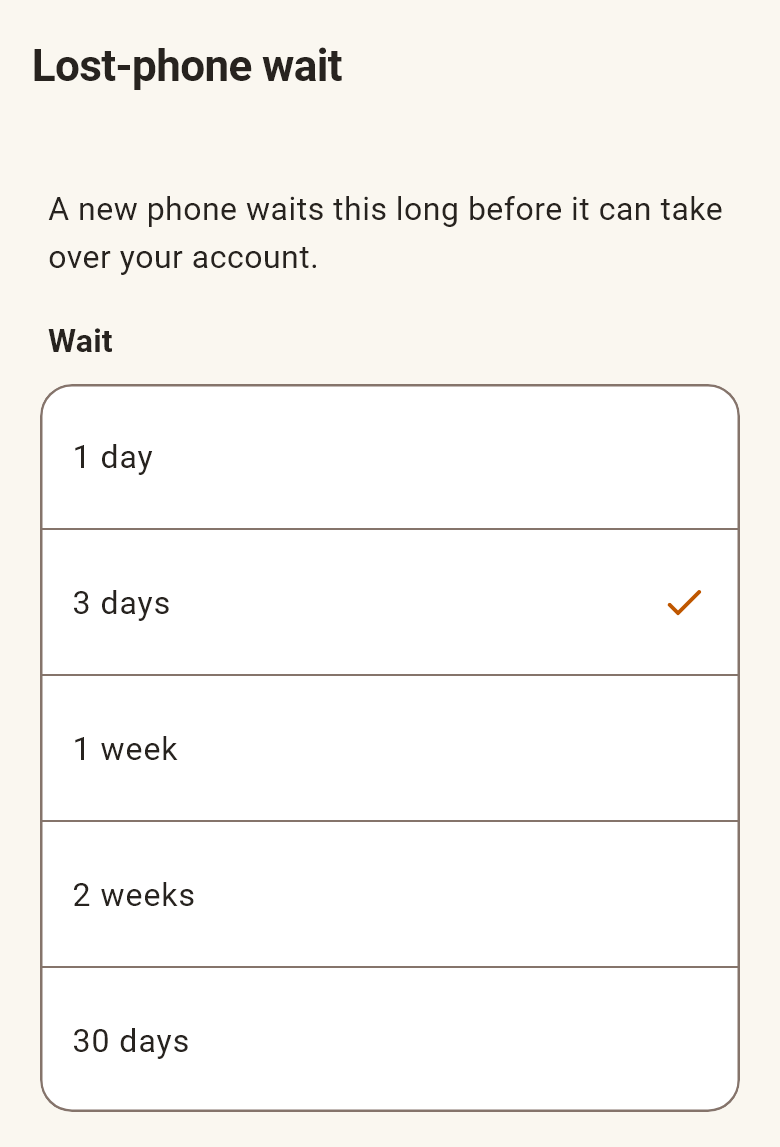 Lost-phone wait
A new phone waits this long before it can take
over your account.
Wait
1 day
3 days
1 week
2 weeks
30 days